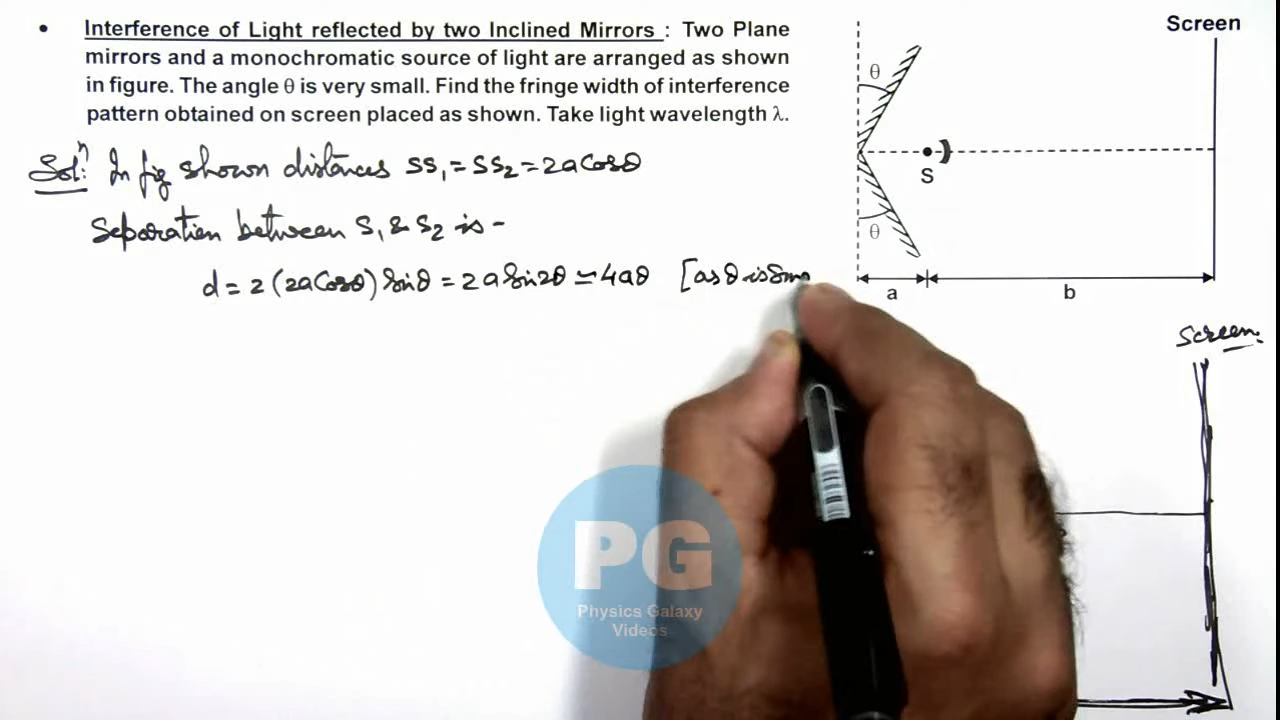 • Interference of Light reflected by two Inclined Mirrors : Two Plane
mirrors and a monochromatic source of light are arranged as shown
in figure. The angle θ is very small. Find the fringe width of interference
pattern obtained on screen placed as shown. Take light wavelength λ.
Solⁿ: In fig shown distances SS₁ = SS₂ = 2a Cosθ
Separation between S₁ & S₂ is –
d = 2 (2a Cosθ) Sinθ = 2a Sin2θ ≃ 4aθ [as θ is
Screen
θ
S
θ
a
b
Screen.
PG
Physics Galaxy
Videos